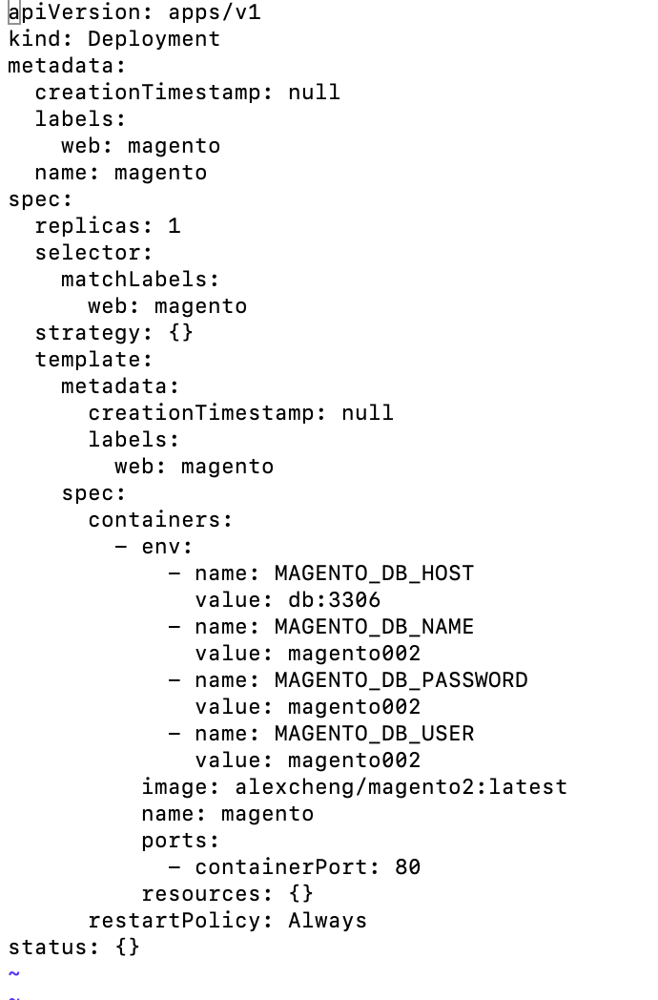 apiVersion: apps/v1
kind: Deployment
metadata:
  creationTimestamp: null
  labels:
    web: magento
  name: magento
spec:
  replicas: 1
  selector:
    matchLabels:
      web: magento
  strategy: {}
  template:
    metadata:
      creationTimestamp: null
      labels:
        web: magento
    spec:
      containers:
        - env:
            - name: MAGENTO_DB_HOST
              value: db:3306
            - name: MAGENTO_DB_NAME
              value: magento002
            - name: MAGENTO_DB_PASSWORD
              value: magento002
            - name: MAGENTO_DB_USER
              value: magento002
          image: alexcheng/magento2:latest
          name: magento
          ports:
            - containerPort: 80
          resources: {}
      restartPolicy: Always
status: {}
~
~